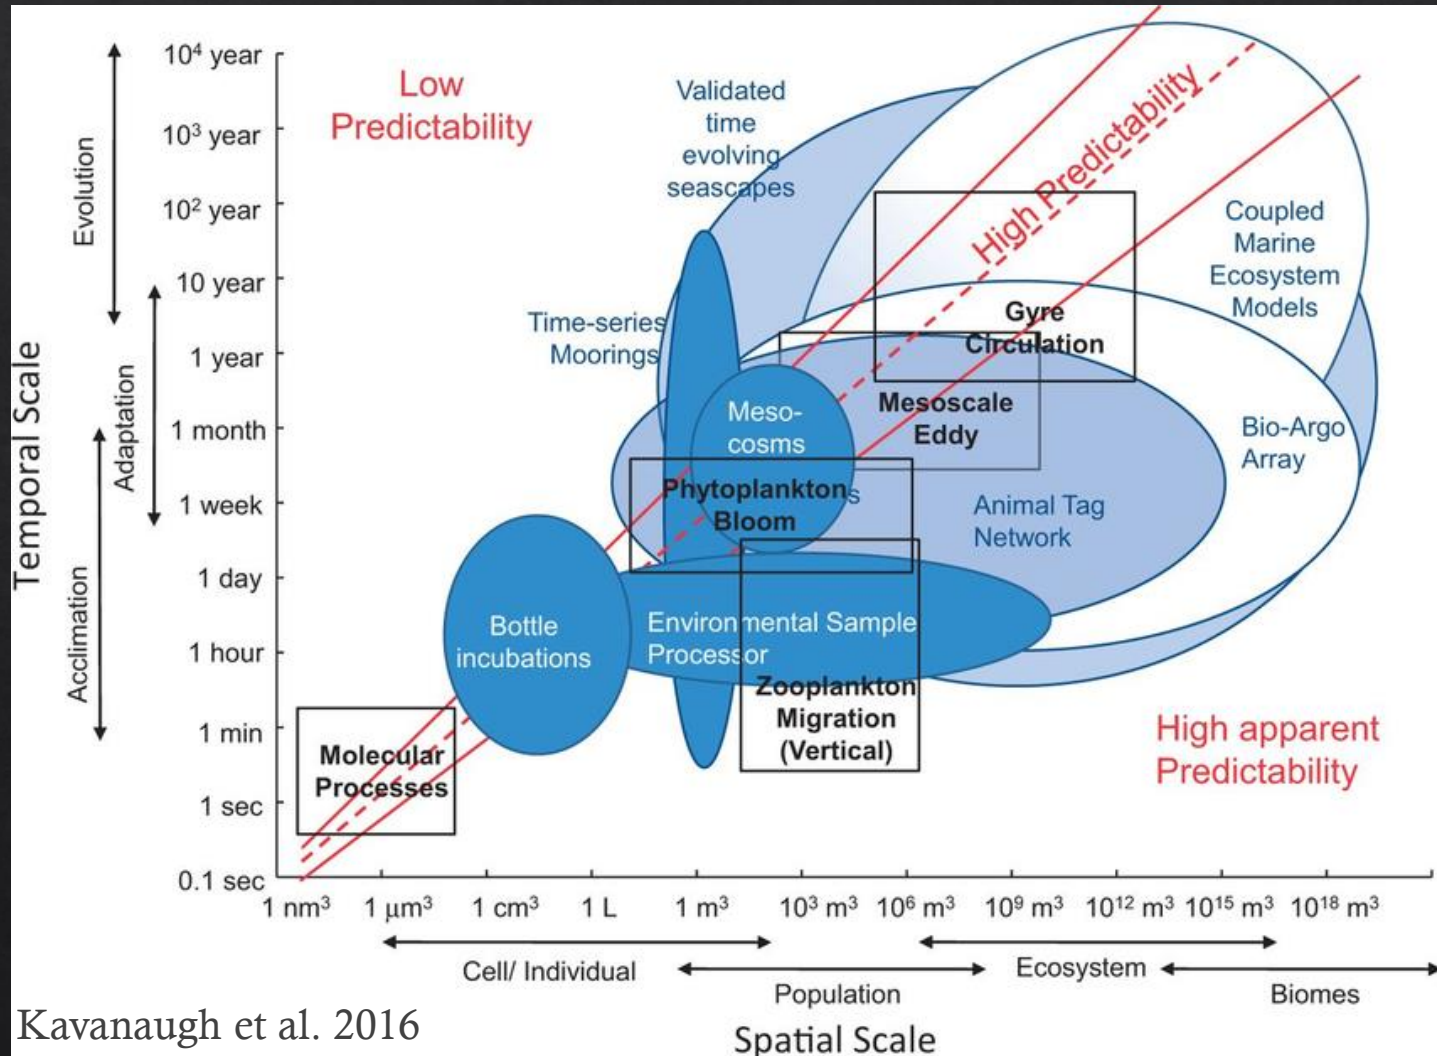 10⁴ year
10³ year
10² year
10 year
1 year
1 month
1 week
1 day
1 hour
1 min
1 sec
0.1 sec
Temporal Scale
Evolution
Adaptation
Acclimation
Low
Predictability
Validated
time
evolving
seascapes
High Predictability
Coupled
Marine
Ecosystem
Models
Time-series
Moorings
Gyre
Circulation
Meso-
cosms
Mesoscale
Eddy
Bio-Argo
Array
Phytoplankton
Bloom
Animal Tag
Network
Bottle
incubations
Environmental Sample
Processor
Zooplankton
Migration
(Vertical)
Molecular
Processes
High apparent
Predictability
1 nm³ 1 μm³ 1 cm³ 1 L 1 m³ 10³ m³ 10⁶ m³ 10⁹ m³ 10¹² m³ 10¹⁵ m³ 10¹⁸ m³
Cell/ Individual
Population
Ecosystem
Biomes
Kavanaugh et al. 2016
Spatial Scale